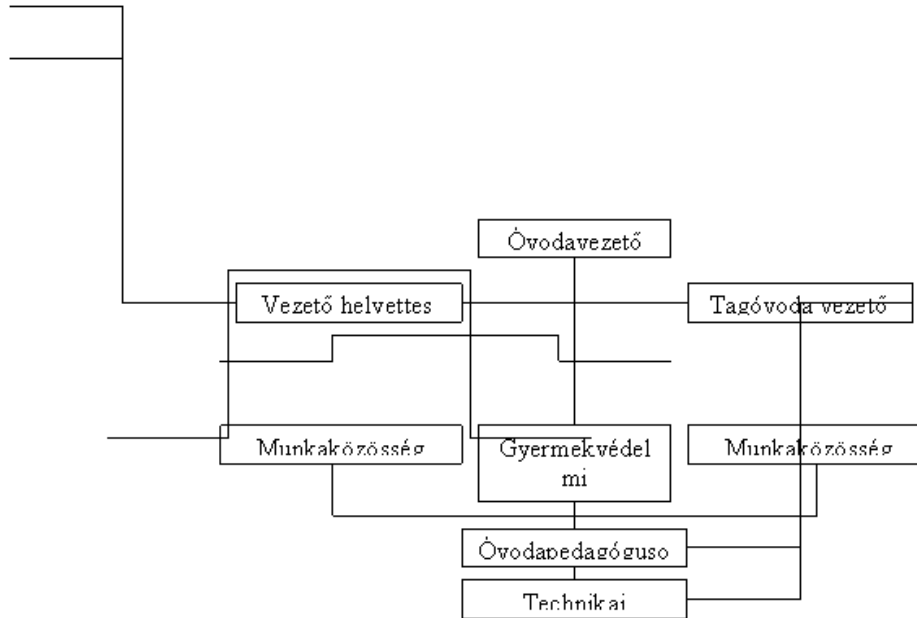 Óvodavezető
Vezető helyettes
Tagóvoda vezető
Munkaközösség
Gyermekvédel
mi
Munkaközösség
Óvodapedagóguso
Technikai